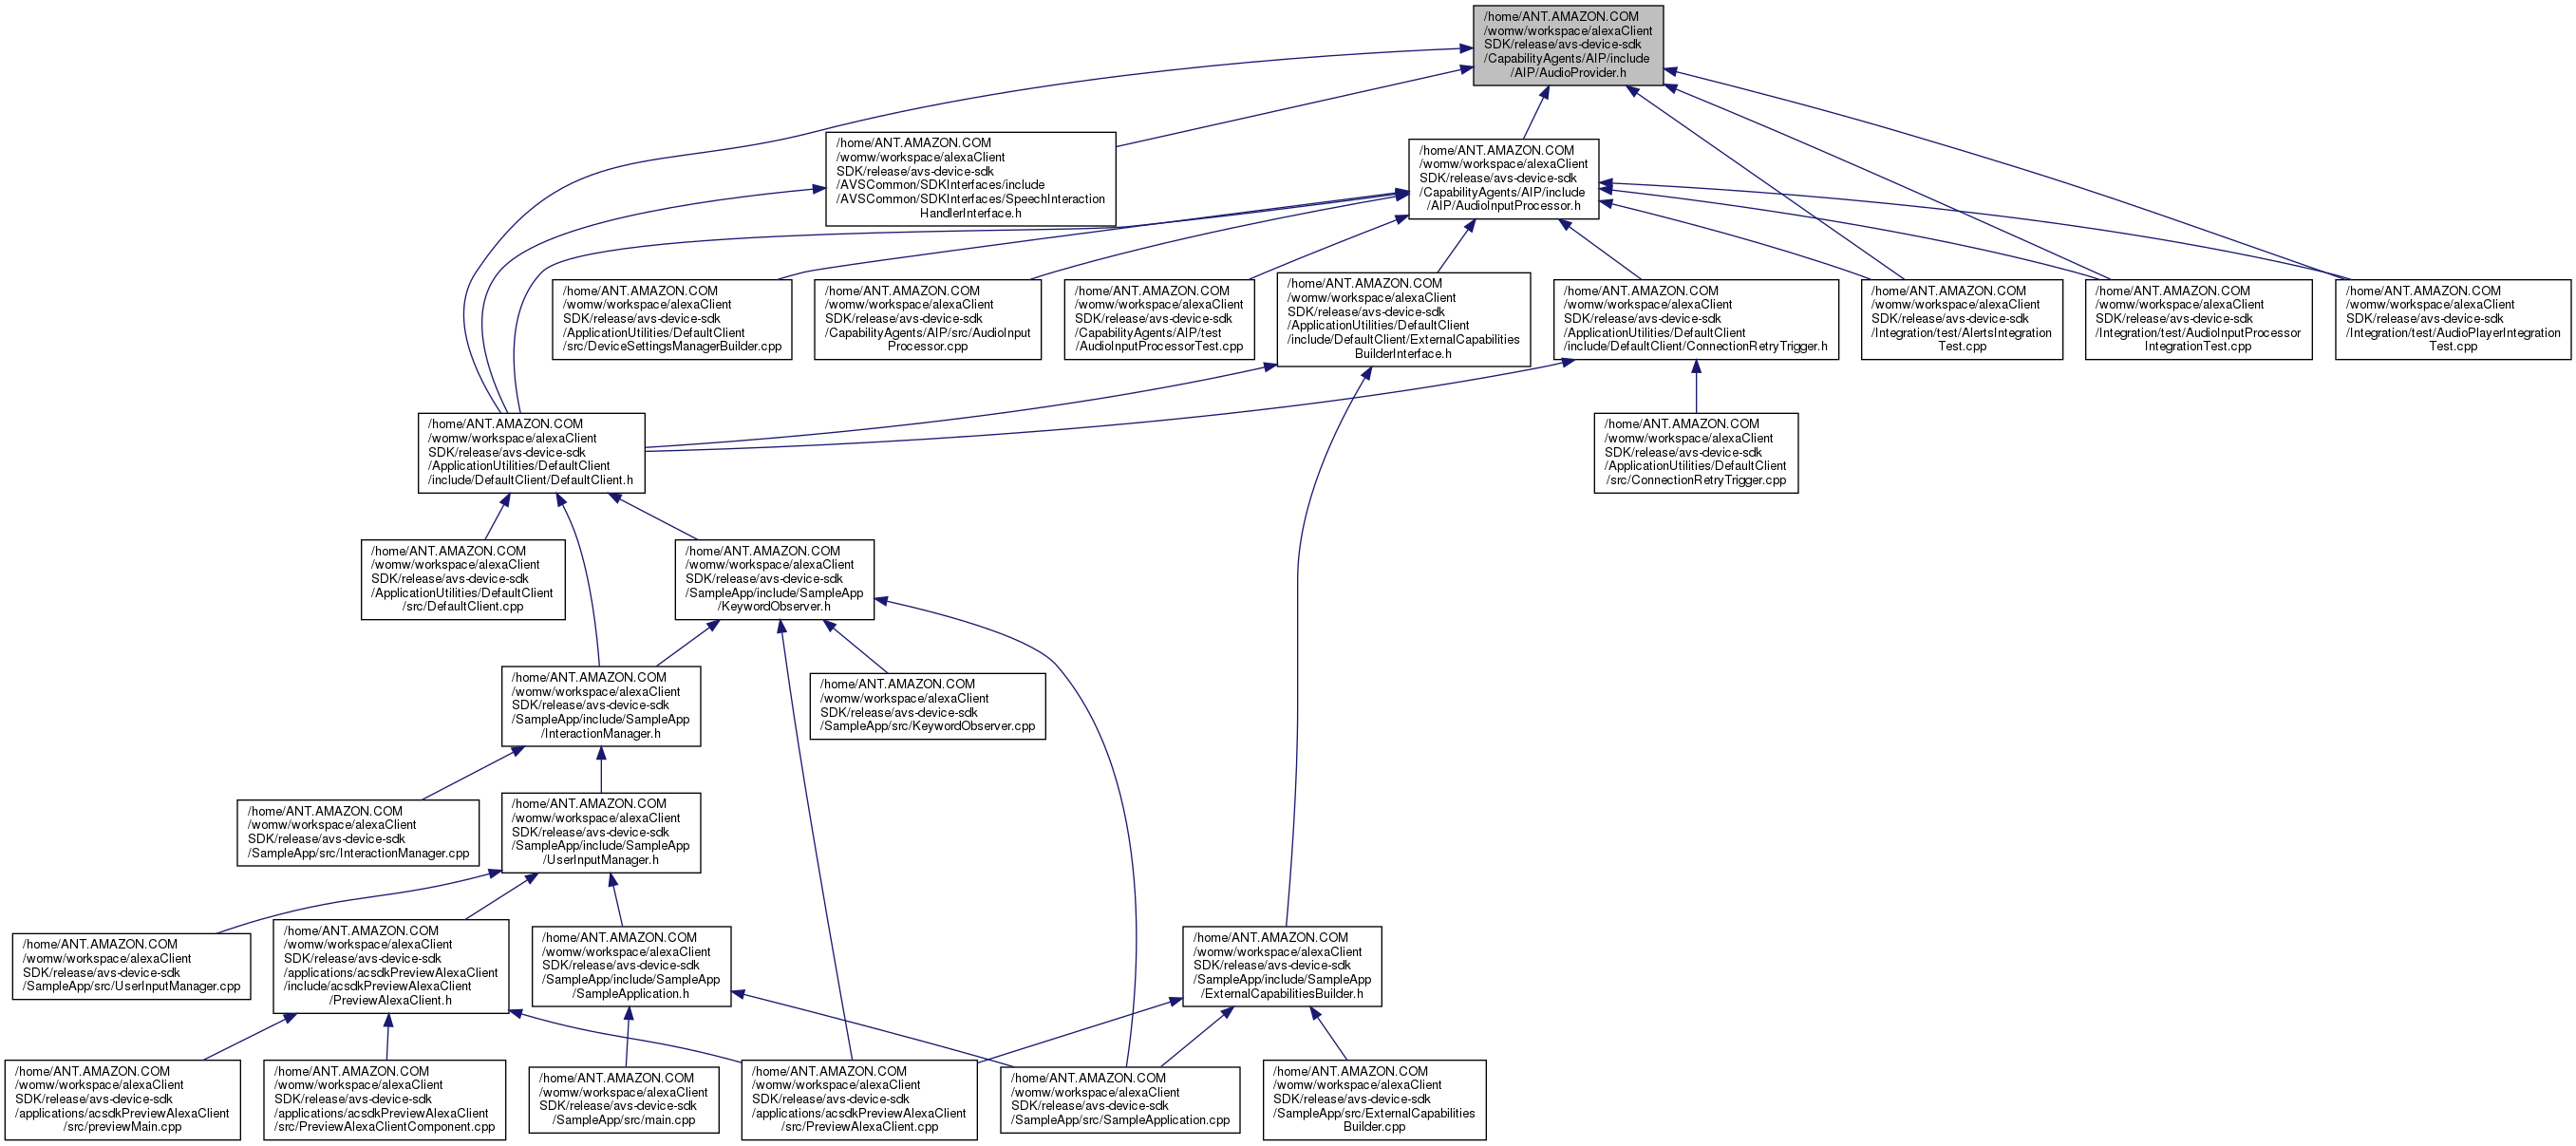 /home/ANT.AMAZON.COM
/womw/workspace/alexaClient
SDK/release/avs-device-sdk
/CapabilityAgents/AIP/include
/AIP/AudioProvider.h
/home/ANT.AMAZON.COM
/womw/workspace/alexaClient
SDK/release/avs-device-sdk
/AVSCommon/SDKInterfaces/include
/AVSCommon/SDKInterfaces/SpeechInteraction
HandlerInterface.h
/home/ANT.AMAZON.COM
/womw/workspace/alexaClient
SDK/release/avs-device-sdk
/CapabilityAgents/AIP/include
/AIP/AudioInputProcessor.h
/home/ANT.AMAZON.COM
/womw/workspace/alexaClient
SDK/release/avs-device-sdk
/ApplicationUtilities/DefaultClient
/src/DeviceSettingsManagerBuilder.cpp
/home/ANT.AMAZON.COM
/womw/workspace/alexaClient
SDK/release/avs-device-sdk
/CapabilityAgents/AIP/src/AudioInput
Processor.cpp
/home/ANT.AMAZON.COM
/womw/workspace/alexaClient
SDK/release/avs-device-sdk
/CapabilityAgents/AIP/test
/AudioInputProcessorTest.cpp
/home/ANT.AMAZON.COM
/womw/workspace/alexaClient
SDK/release/avs-device-sdk
/ApplicationUtilities/DefaultClient
/include/DefaultClient/ExternalCapabilities
BuilderInterface.h
/home/ANT.AMAZON.COM
/womw/workspace/alexaClient
SDK/release/avs-device-sdk
/ApplicationUtilities/DefaultClient
/include/DefaultClient/ConnectionRetryTrigger.h
/home/ANT.AMAZON.COM
/womw/workspace/alexaClient
SDK/release/avs-device-sdk
/Integration/test/AlertsIntegration
Test.cpp
/home/ANT.AMAZON.COM
/womw/workspace/alexaClient
SDK/release/avs-device-sdk
/Integration/test/AudioInputProcessor
IntegrationTest.cpp
/home/ANT.AMAZON.COM
/womw/workspace/alexaClient
SDK/release/avs-device-sdk
/Integration/test/AudioPlayerIntegration
Test.cpp
/home/ANT.AMAZON.COM
/womw/workspace/alexaClient
SDK/release/avs-device-sdk
/ApplicationUtilities/DefaultClient
/include/DefaultClient/DefaultClient.h
/home/ANT.AMAZON.COM
/womw/workspace/alexaClient
SDK/release/avs-device-sdk
/ApplicationUtilities/DefaultClient
/src/ConnectionRetryTrigger.cpp
/home/ANT.AMAZON.COM
/womw/workspace/alexaClient
SDK/release/avs-device-sdk
/ApplicationUtilities/DefaultClient
/src/DefaultClient.cpp
/home/ANT.AMAZON.COM
/womw/workspace/alexaClient
SDK/release/avs-device-sdk
/SampleApp/include/SampleApp
/KeywordObserver.h
/home/ANT.AMAZON.COM
/womw/workspace/alexaClient
SDK/release/avs-device-sdk
/SampleApp/include/SampleApp
/InteractionManager.h
/home/ANT.AMAZON.COM
/womw/workspace/alexaClient
SDK/release/avs-device-sdk
/SampleApp/src/KeywordObserver.cpp
/home/ANT.AMAZON.COM
/womw/workspace/alexaClient
SDK/release/avs-device-sdk
/SampleApp/src/InteractionManager.cpp
/home/ANT.AMAZON.COM
/womw/workspace/alexaClient
SDK/release/avs-device-sdk
/SampleApp/include/SampleApp
/UserInputManager.h
/home/ANT.AMAZON.COM
/womw/workspace/alexaClient
SDK/release/avs-device-sdk
/SampleApp/src/UserInputManager.cpp
/home/ANT.AMAZON.COM
/womw/workspace/alexaClient
SDK/release/avs-device-sdk
/applications/acsdkPreviewAlexaClient
/include/acsdkPreviewAlexaClient
/PreviewAlexaClient.h
/home/ANT.AMAZON.COM
/womw/workspace/alexaClient
SDK/release/avs-device-sdk
/SampleApp/include/SampleApp
/SampleApplication.h
/home/ANT.AMAZON.COM
/womw/workspace/alexaClient
SDK/release/avs-device-sdk
/SampleApp/include/SampleApp
/ExternalCapabilitiesBuilder.h
/home/ANT.AMAZON.COM
/womw/workspace/alexaClient
SDK/release/avs-device-sdk
/applications/acsdkPreviewAlexaClient
/src/previewMain.cpp
/home/ANT.AMAZON.COM
/womw/workspace/alexaClient
SDK/release/avs-device-sdk
/applications/acsdkPreviewAlexaClient
/src/PreviewAlexaClientComponent.cpp
/home/ANT.AMAZON.COM
/womw/workspace/alexaClient
SDK/release/avs-device-sdk
/SampleApp/src/main.cpp
/home/ANT.AMAZON.COM
/womw/workspace/alexaClient
SDK/release/avs-device-sdk
/applications/acsdkPreviewAlexaClient
/src/PreviewAlexaClient.cpp
/home/ANT.AMAZON.COM
/womw/workspace/alexaClient
SDK/release/avs-device-sdk
/SampleApp/src/SampleApplication.cpp
/home/ANT.AMAZON.COM
/womw/workspace/alexaClient
SDK/release/avs-device-sdk
/SampleApp/src/ExternalCapabilities
Builder.cpp